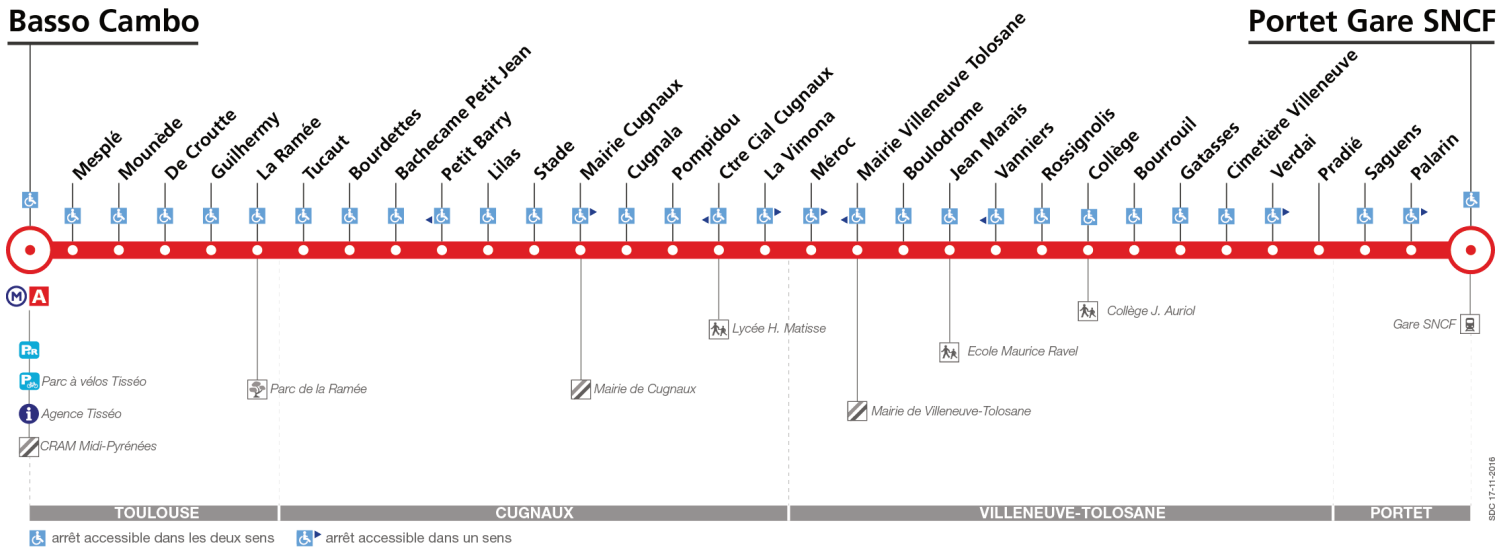 Basso Cambo
Portet Gare SNCF
Mesplé
Mounède
De Croutte
Guilhermy
La Ramée
Tucaut
Bourdettes
Bachecame Petit Jean
Petit Barry
Lilas
Stade
Mairie Cugnaux
Cugnala
Pompidou
Ctre Cial Cugnaux
La Vimona
Méroc
Mairie Villeneuve Tolosane
Boulodrome
Jean Marais
Vanniers
Rossignolis
Collège
Bourrouil
Gatasses
Cimetière Villeneuve
Verdai
Pradié
Saguens
Palarin
M A
P+R
Parc à vélos Tisséo
Agence Tisséo
CRAM Midi-Pyrénées
Parc de la Ramée
Mairie de Cugnaux
Lycée H. Matisse
Mairie de Villeneuve-Tolosane
Ecole Maurice Ravel
Collège J. Auriol
Gare SNCF
TOULOUSE
CUGNAUX
VILLENEUVE-TOLOSANE
PORTET
arrêt accessible dans les deux sens
arrêt accessible dans un sens
SDC 17-11-2016